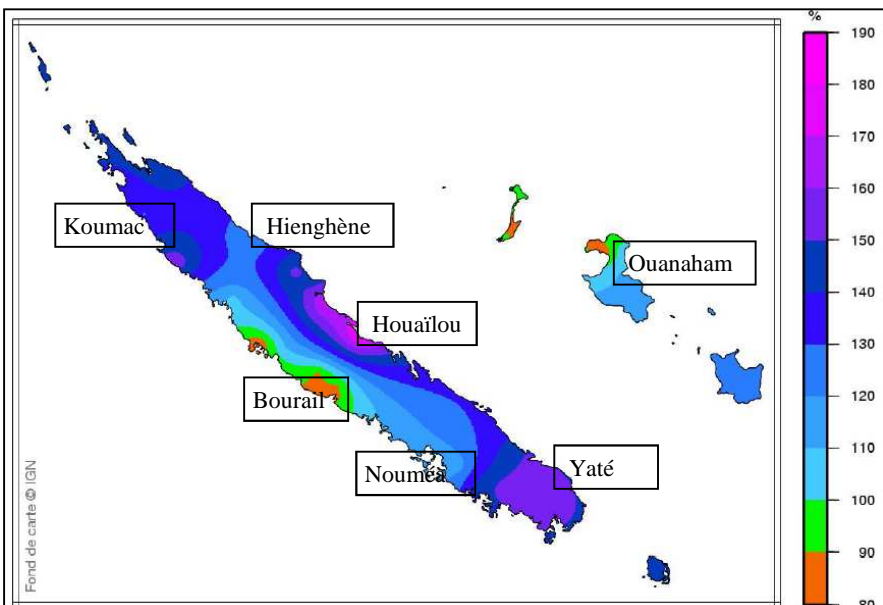 %
190
180
170
160
150
140
130
120
110
100
90
80
Koumac
Hienghène
Ouanaham
Houaïlou
Bourail
Nouméa
Yaté
Fond de carte © IGN